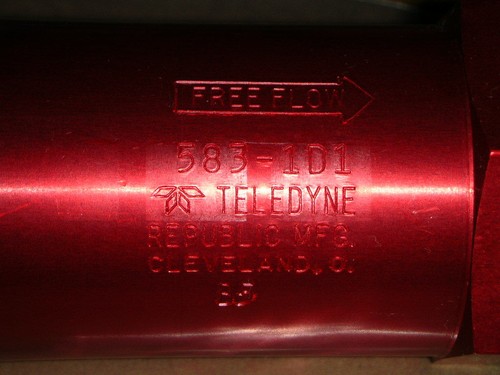 FREE FLOW
583-1D1
TELEDYNE
REPUBLIC MFG.
CLEVELAND, O.